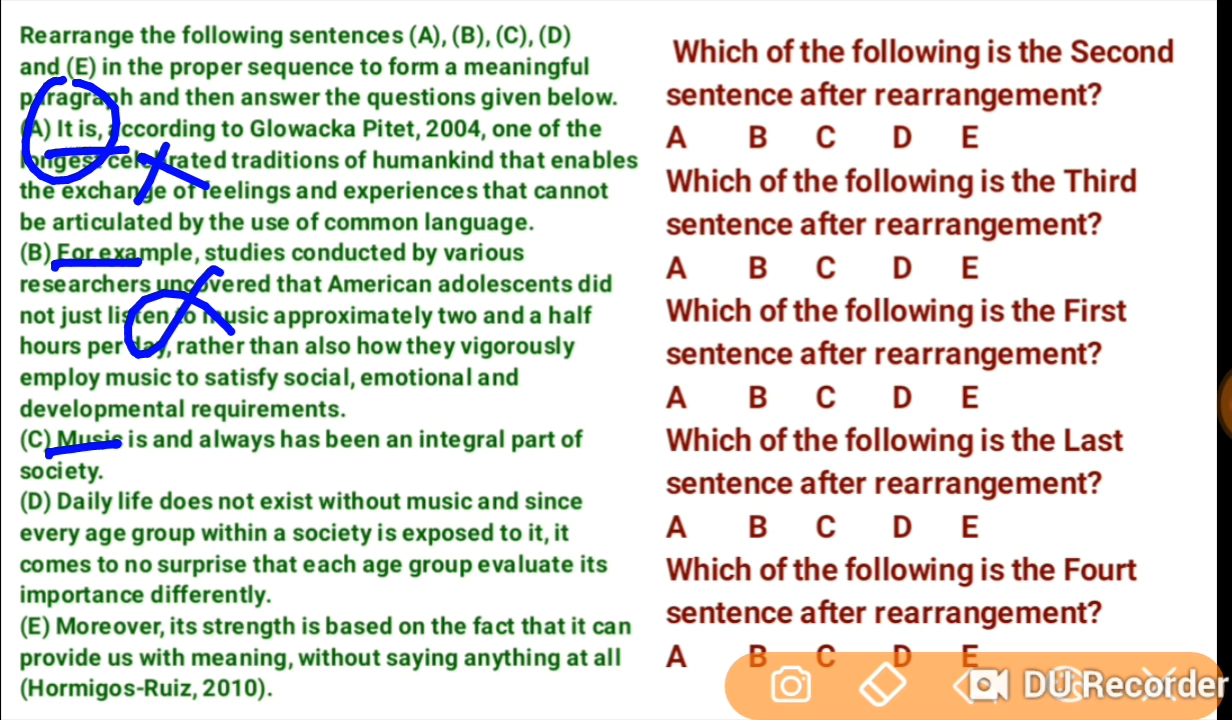 Rearrange the following sentences (A), (B), (C), (D)
and (E) in the proper sequence to form a meaningful
paragraph and then answer the questions given below.
(A) It is, according to Glowacka Pitet, 2004, one of the
longest celebrated traditions of humankind that enables
the exchange of feelings and experiences that cannot
be articulated by the use of common language.
(B) For example, studies conducted by various
researchers uncovered that American adolescents did
not just listen to music approximately two and a half
hours per day, rather than also how they vigorously
employ music to satisfy social, emotional and
developmental requirements.
(C) Music is and always has been an integral part of
society.
(D) Daily life does not exist without music and since
every age group within a society is exposed to it, it
comes to no surprise that each age group evaluate its
importance differently.
(E) Moreover, its strength is based on the fact that it can
provide us with meaning, without saying anything at all
(Hormigos-Ruiz, 2010).
Which of the following is the Second
sentence after rearrangement?
A B C D E
Which of the following is the Third
sentence after rearrangement?
A B C D E
Which of the following is the First
sentence after rearrangement?
A B C D E
Which of the following is the Last
sentence after rearrangement?
A B C D E
Which of the following is the Fourt
sentence after rearrangement?
A B C D E
DU Recorder